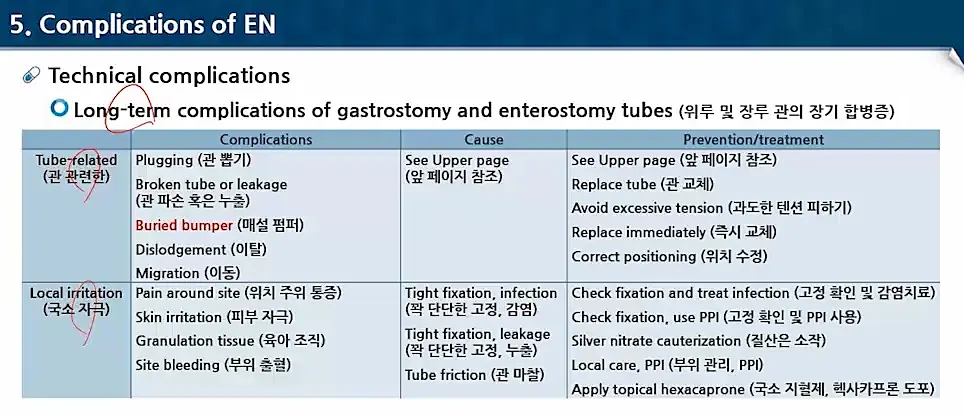 5. Complications of EN
Technical complications
Long-term complications of gastrostomy and enterostomy tubes (위루 및 장루 관의 장기 합병증)
Complications
Cause
Prevention/treatment
Tube-related
(관 관련한)
Plugging (관 뽑기)
Broken tube or leakage
(관 파손 혹은 누출)
Buried bumper (매설 펌퍼)
Dislodgement (이탈)
Migration (이동)
See Upper page
(앞 페이지 참조)
See Upper page (앞 페이지 참조)
Replace tube (관 교체)
Avoid excessive tension (과도한 텐션 피하기)
Replace immediately (즉시 교체)
Correct positioning (위치 수정)
Local irritation
(국소 자극)
Pain around site (위치 주위 통증)
Skin irritation (피부 자극)
Granulation tissue (육아 조직)
Site bleeding (부위 출혈)
Tight fixation, infection
(꽉 단단한 고정, 감염)
Tight fixation, leakage
(꽉 단단한 고정, 누출)
Tube friction (관 마찰)
Check fixation and treat infection (고정 확인 및 감염치료)
Check fixation, use PPI (고정 확인 및 PPI 사용)
Silver nitrate cauterization (질산은 소작)
Local care, PPI (부위 관리, PPI)
Apply topical hexacaprone (국소 지혈제, 헥사카프론 도포)